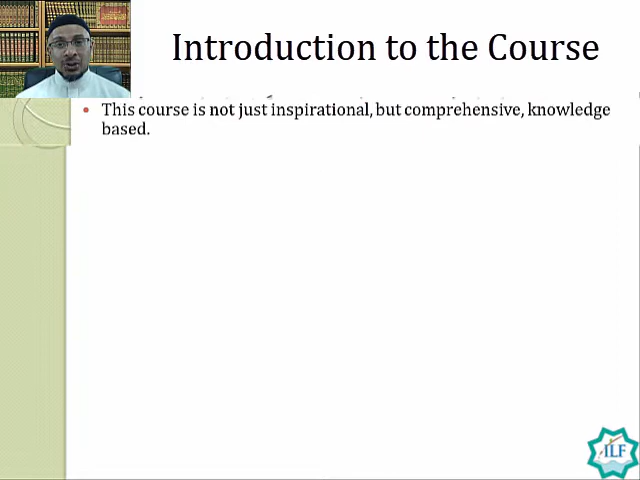 Introduction to the Course
• This course is not just inspirational, but comprehensive, knowledge
based.
ILF